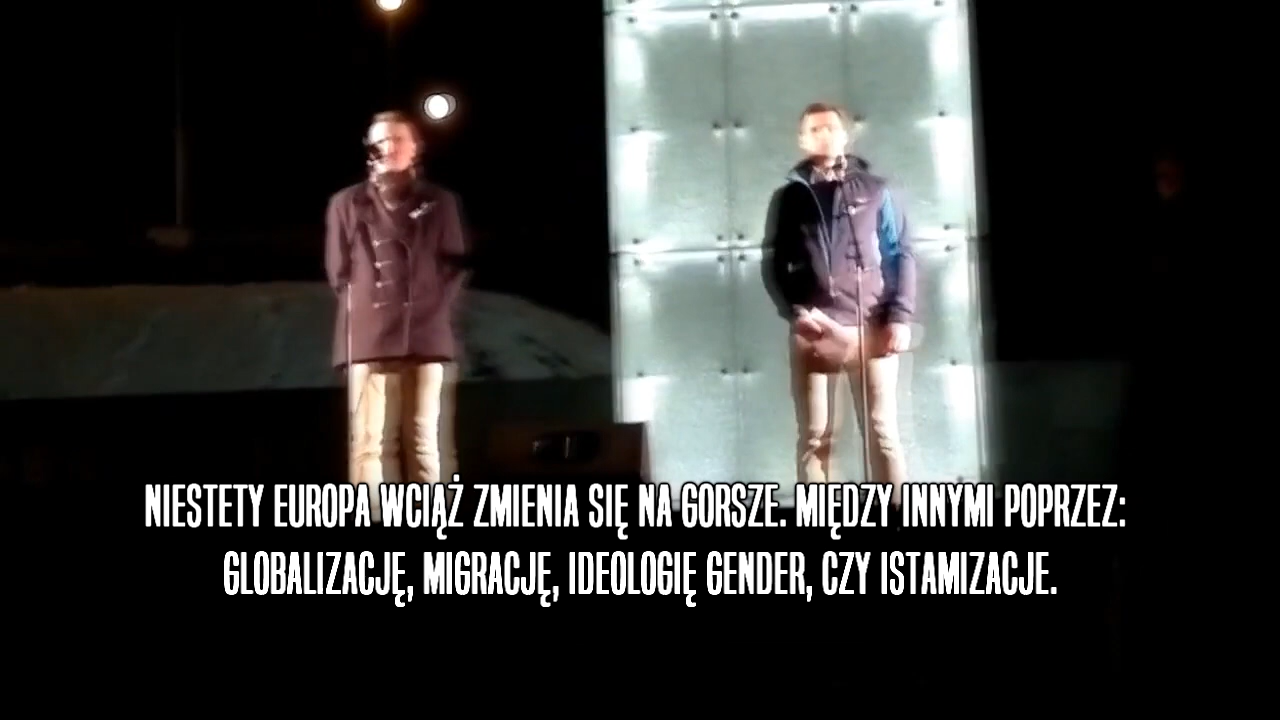 NIESTETY EUROPA WCIĄŻ ZMIENIA SIĘ NA GORSZE. MIĘDZY INNYMI POPRZEZ:
GLOBALIZACJĘ, MIGRACJĘ, IDEOLOGIĘ GENDER, CZY ISTAMIZACJE.